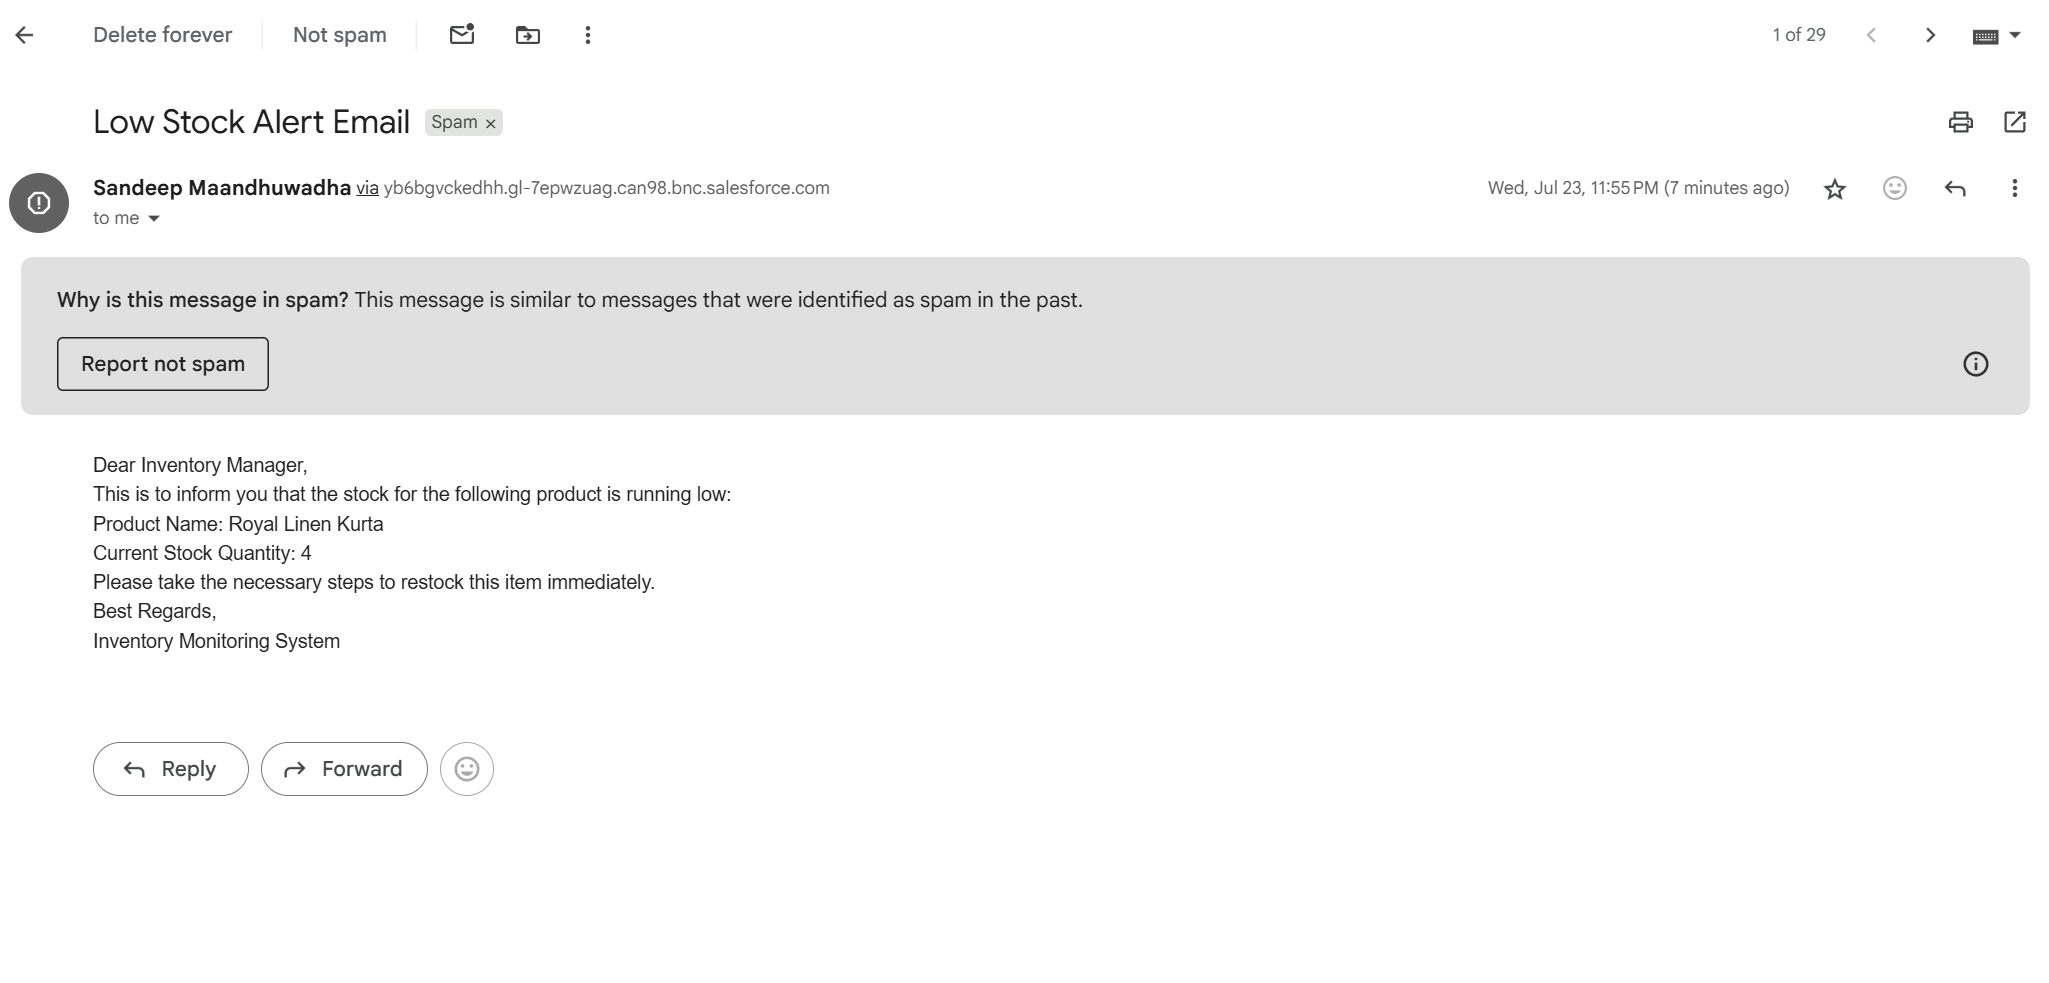 Delete forever
Not spam
1 of 29
Low Stock Alert Email
Spam ×
Sandeep Maandhuwadha via yb6bgvckedhh.gl-7epwzuag.can98.bnc.salesforce.com
Wed, Jul 23, 11:55 PM (7 minutes ago)
to me
Why is this message in spam? This message is similar to messages that were identified as spam in the past.
Report not spam
Dear Inventory Manager,
This is to inform you that the stock for the following product is running low:
Product Name: Royal Linen Kurta
Current Stock Quantity: 4
Please take the necessary steps to restock this item immediately.
Best Regards,
Inventory Monitoring System
Reply
Forward